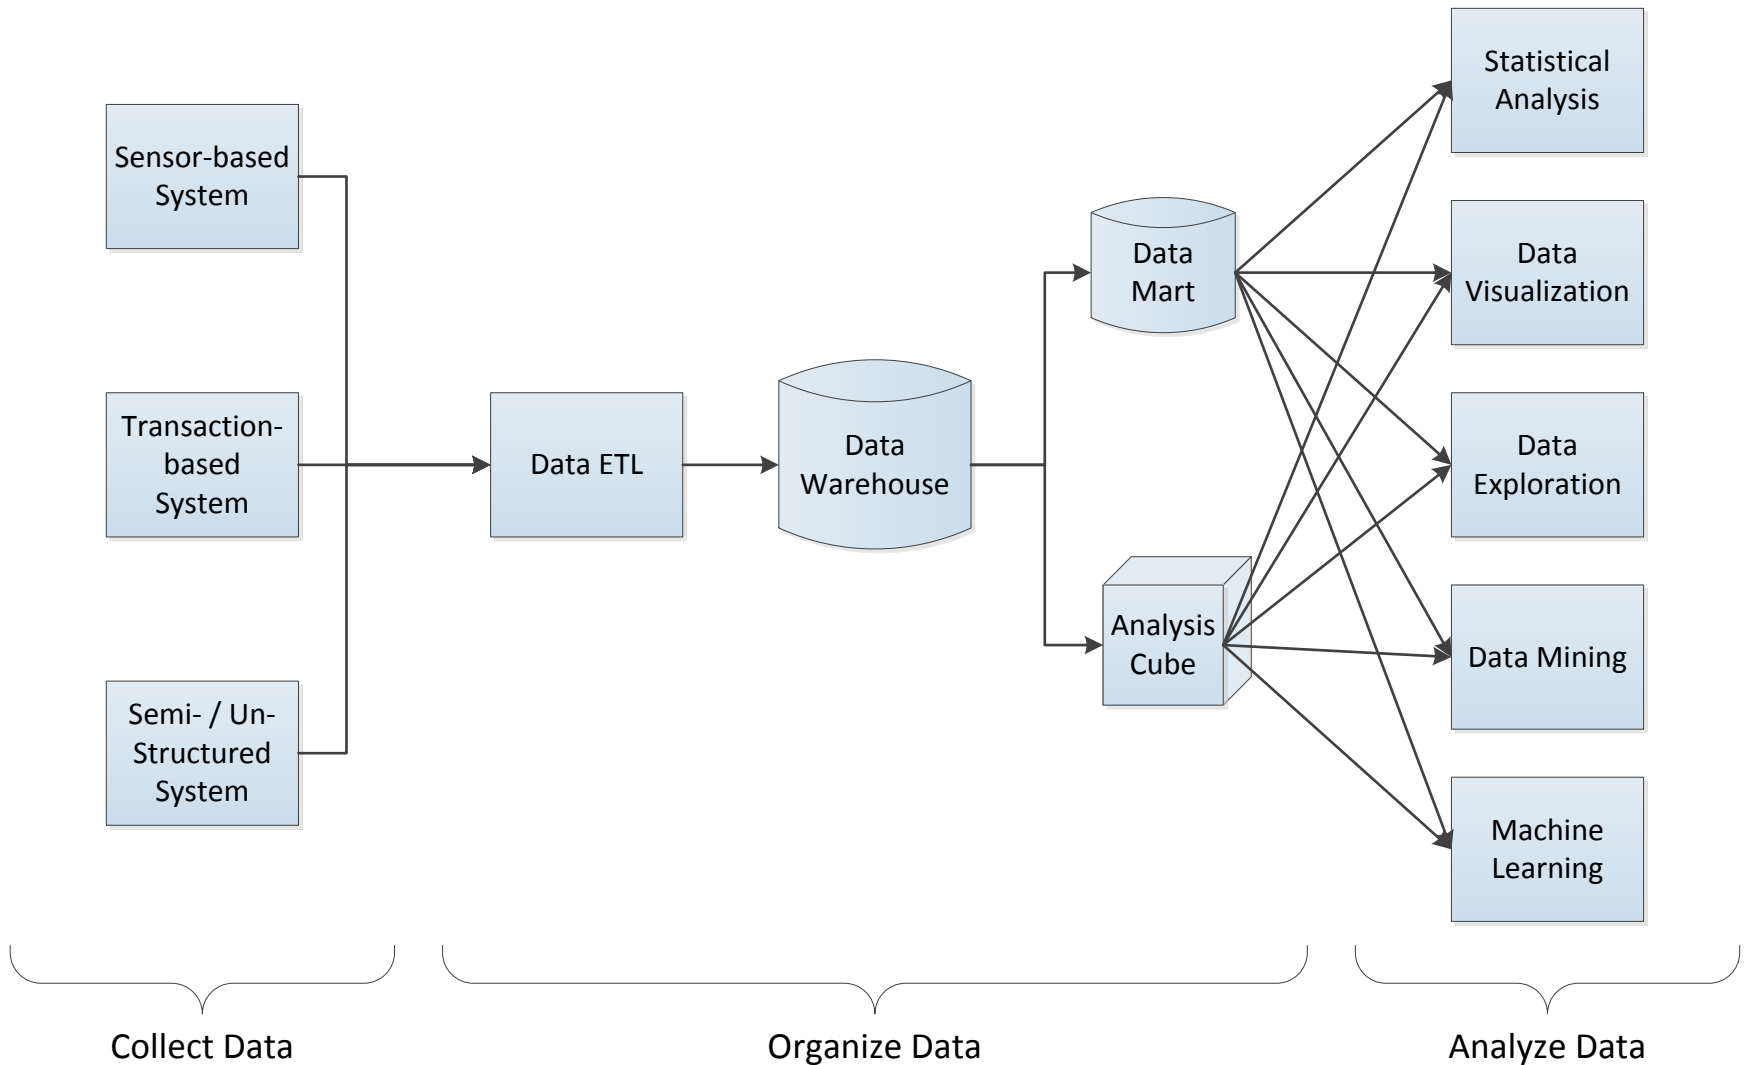 Sensor-based
System
Transaction-
based
System
Semi- / Un-
Structured
System
Data ETL
Data
Warehouse
Data
Mart
Analysis
Cube
Statistical
Analysis
Data
Visualization
Data
Exploration
Data Mining
Machine
Learning
Collect Data
Organize Data
Analyze Data